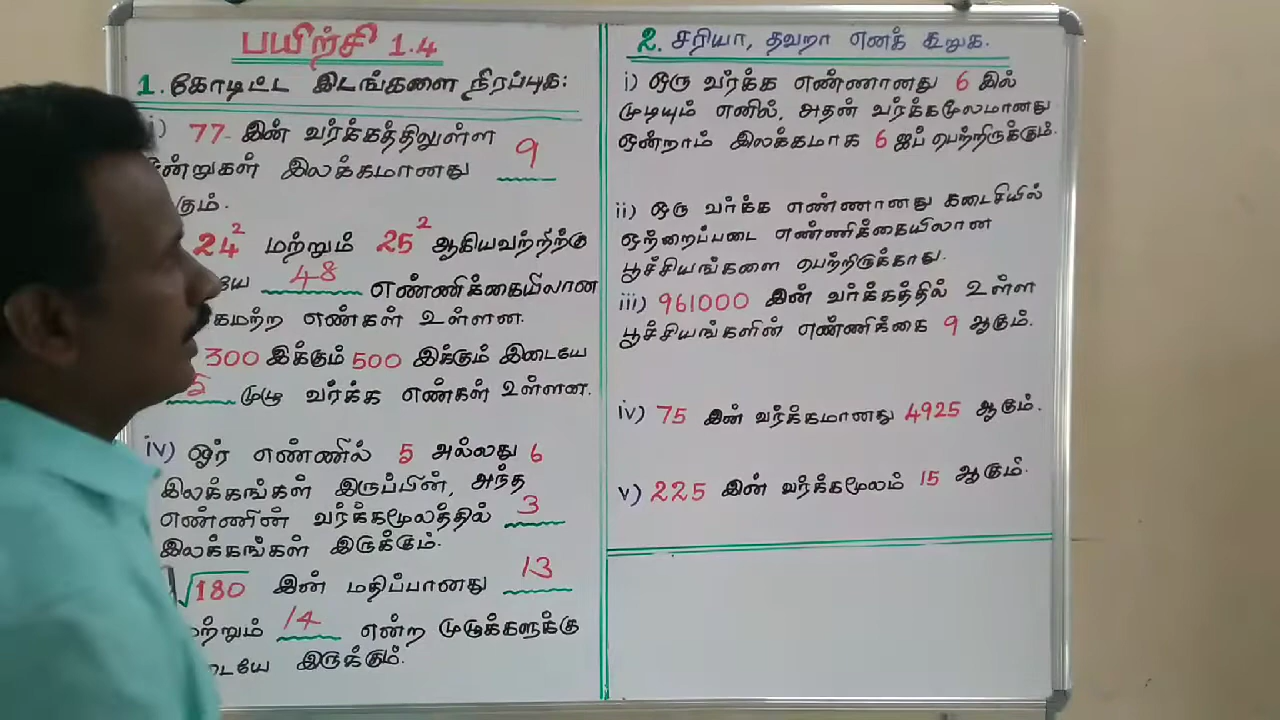 பயிற்சி 1.4
1. கோடிட்ட இடங்களை நிரப்புக:
i) 77- இன் வர்க்கத்திலுள்ள
இலக்கமானது 9
24² மற்றும் 25² ஆகியவற்றிற்கு
48 எண்ணிக்கையிலான
எண்கள் உள்ளன.
300 இக்கும் 500 இக்கும் இடையே
5 முழு வர்க்க எண்கள் உள்ளன.
iv) ஓர் எண்ணில் 5 அல்லது 6
இலக்கங்கள் இருப்பின், அந்த
எண்ணின் வர்க்கமூலத்தில் 3
இலக்கங்கள் இருக்கும்.
√180 இன் மதிப்பானது 13
14 என்ற முழுக்களுக்கு
இருக்கும்.
2. சரியா, தவறா எனக் கூறுக.
i) ஒரு வர்க்க எண்ணானது 6 இல்
முடியும் எனில், அதன் வர்க்கமூலமானது
ஒன்றாம் இலக்கமாக 6 ஐப் பெற்றிருக்கும்.
ii) ஒரு வர்க்க எண்ணானது கடைசியில்
ஒற்றைப்படை எண்ணிக்கையிலான
பூச்சியங்களை பெற்றிருக்காது.
iii) 961000 இன் வர்க்கத்தில் உள்ள
பூச்சியங்களின் எண்ணிக்கை 9 ஆகும்.
iv) 75 இன் வர்க்கமானது 4925 ஆகும்.
v) 225 இன் வர்க்கமூலம் 15 ஆகும்.